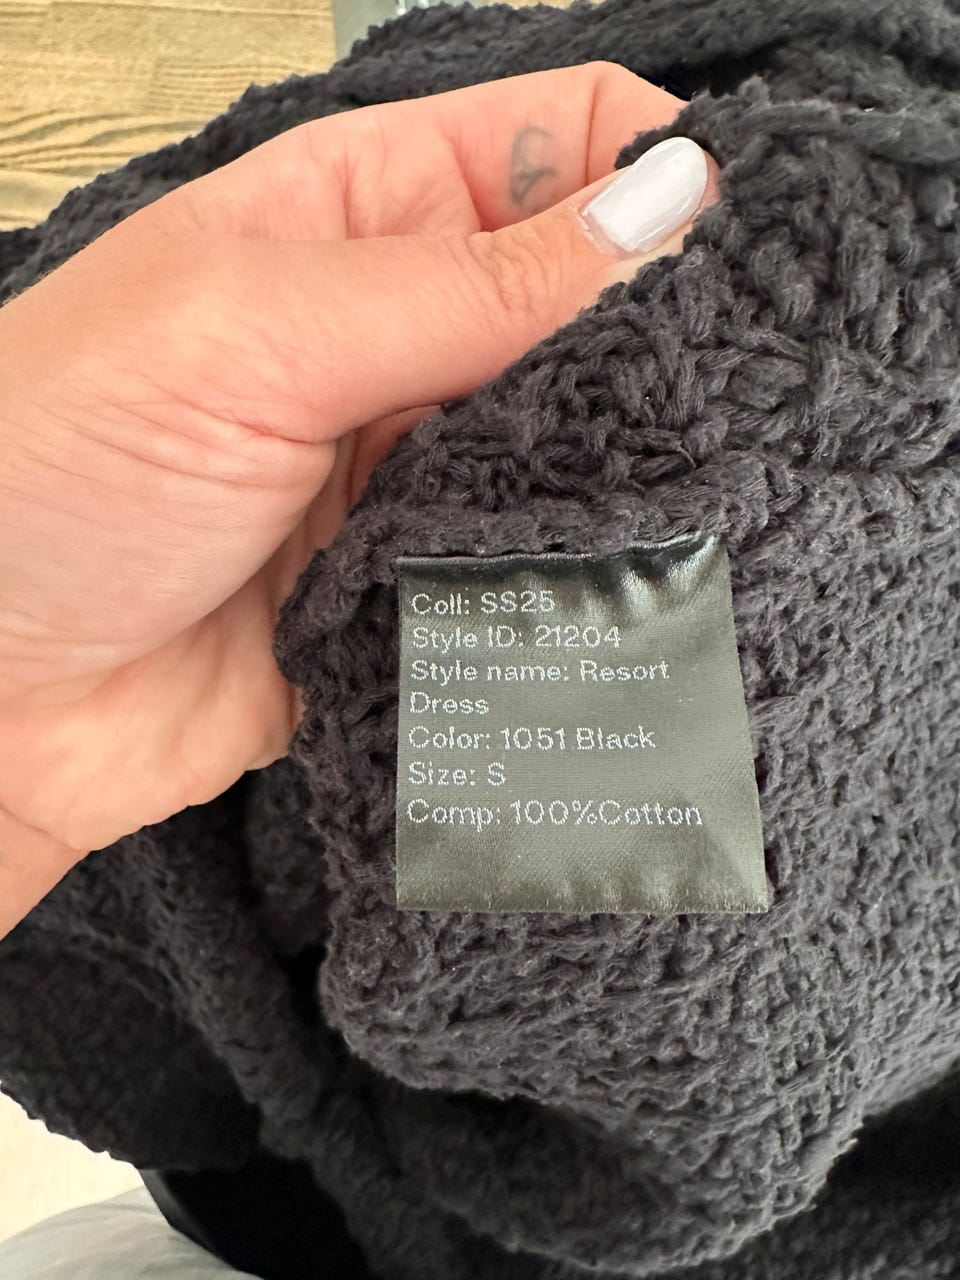 Coll: SS25
Style ID: 21204
Style name: Resort
Dress
Color: 1051 Black
Size: S
Comp: 100%Cotton